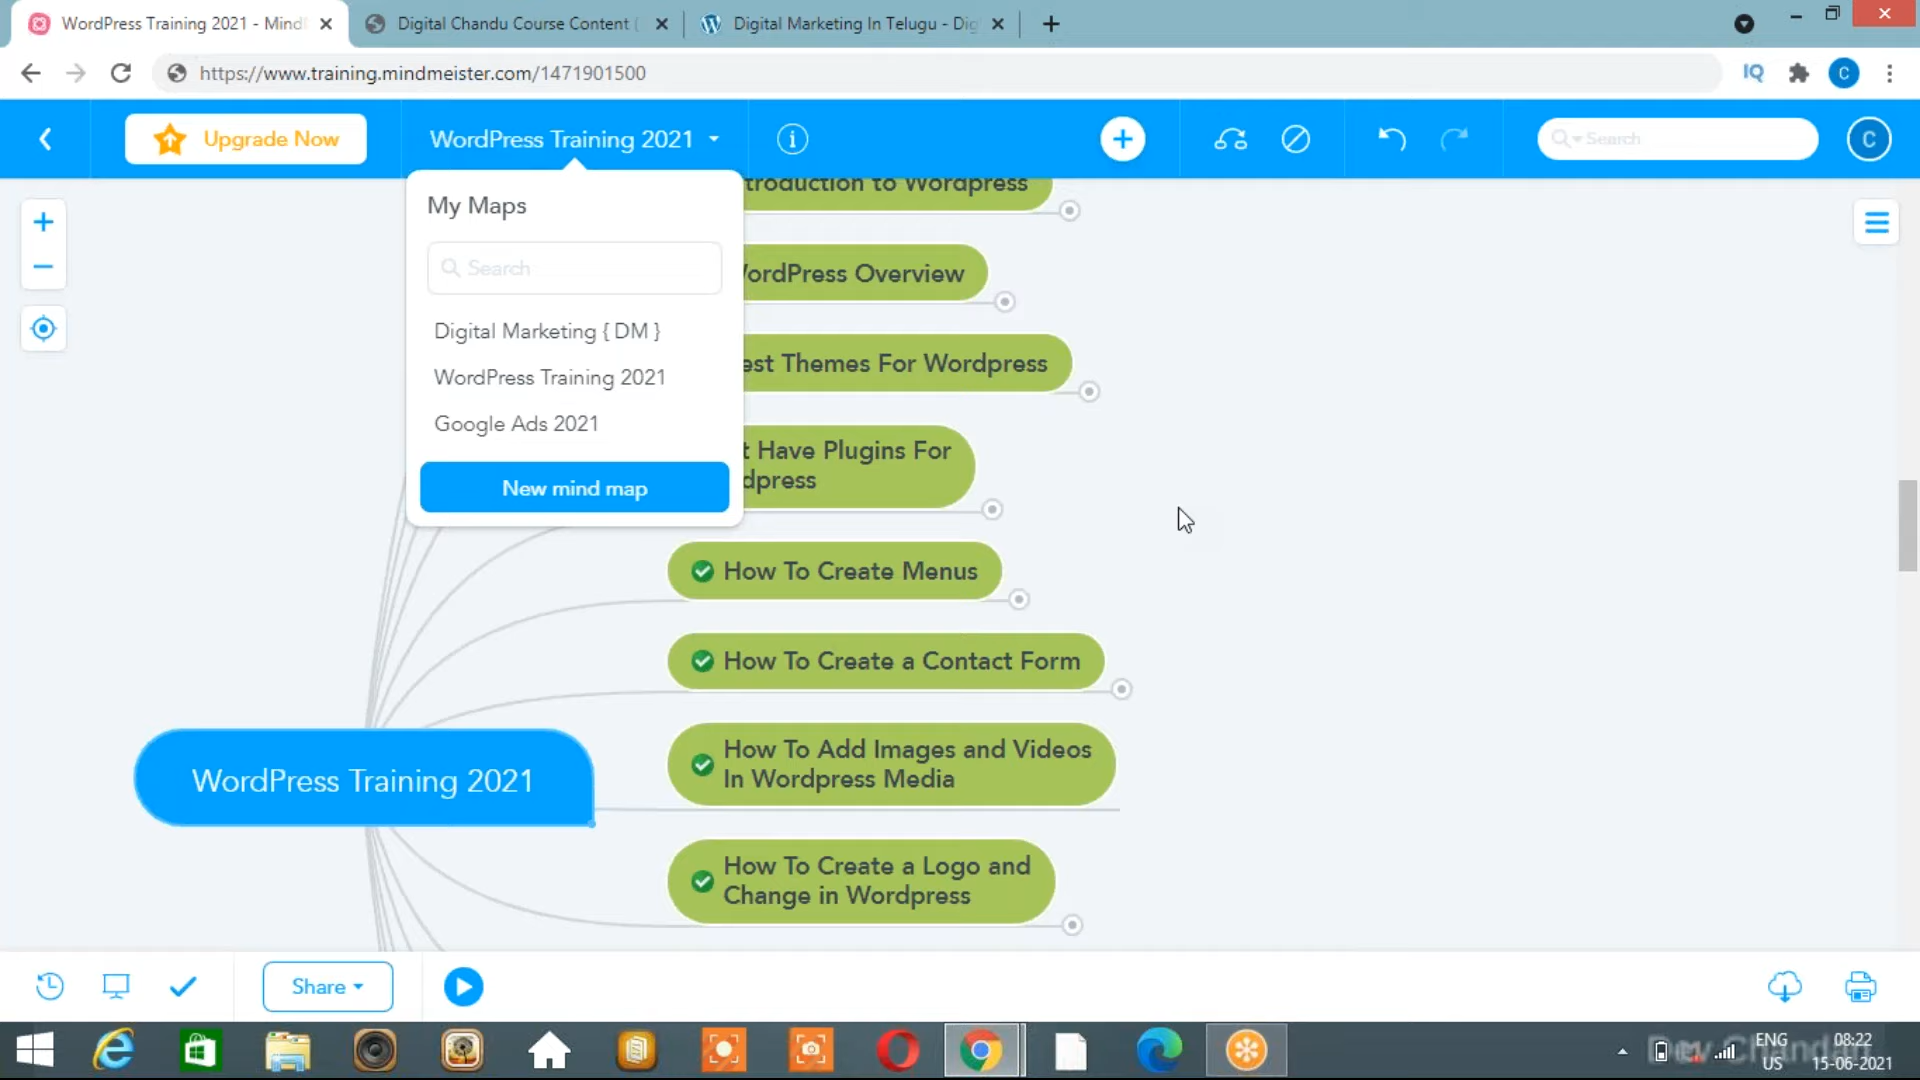 WordPress Training 2021 - Mind
Digital Chandu Course Content (
Digital Marketing In Telugu - Dig
https://www.training.mindmeister.com/1471901500
IQ
C
Upgrade Now
WordPress Training 2021
Search
C
My Maps
Search
Digital Marketing { DM }
WordPress Training 2021
Google Ads 2021
New mind map
troduction to Wordpress
ordPress Overview
est Themes For Wordpress
t Have Plugins For
dpress
How To Create Menus
How To Create a Contact Form
How To Add Images and Videos
In Wordpress Media
How To Create a Logo and
Change in Wordpress
WordPress Training 2021
Share
ENG
US
08:22
15-06-2021